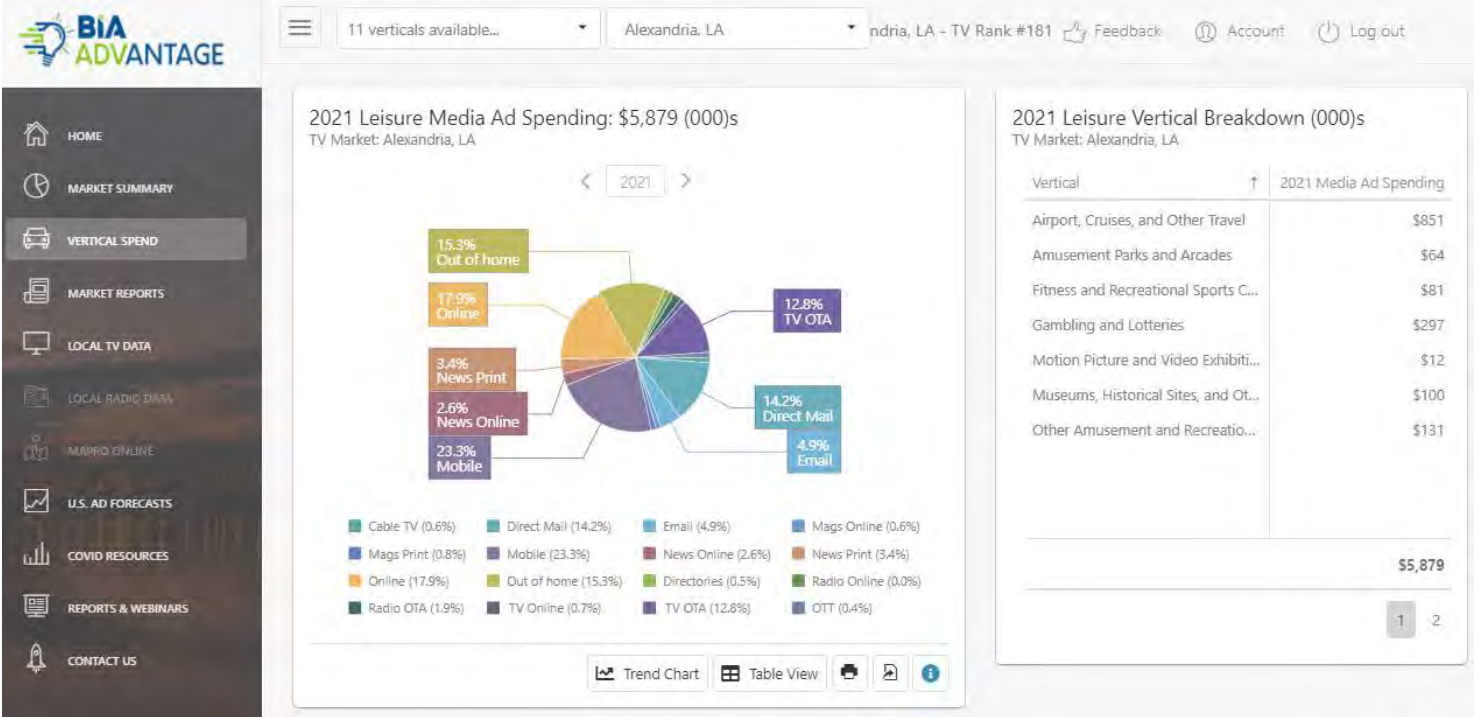 BIA
ADVANTAGE
11 verticals available...
Alexandria, LA
ndria, LA - TV Rank #181
Feedback
Account
Log out
HOME
MARKET SUMMARY
VERTICAL SPEND
MARKET REPORTS
LOCAL TV DATA
LOCAL RADIO DATA
MAPRO ONLINE
U.S. AD FORECASTS
COVID RESOURCES
REPORTS & WEBINARS
CONTACT US
2021 Leisure Media Ad Spending: $5,879 (000)s
TV Market: Alexandria, LA
2021
15.3%
Out of home
17.9%
Online
3.4%
News Print
2.6%
News Online
23.3%
Mobile
12.8%
TV OTA
14.2%
Direct Mail
4.9%
Email
Cable TV (0.6%) Direct Mail (14.2%) Email (4.9%) Mags Online (0.6%)
Mags Print (0.8%) Mobile (23.3%) News Online (2.6%) News Print (3.4%)
Online (17.9%) Out of home (15.3%) Directories (0.5%) Radio Online (0.0%)
Radio OTA (1.9%) TV Online (0.7%) TV OTA (12.8%) OTT (0.4%)
Trend Chart
Table View
2021 Leisure Vertical Breakdown (000)s
TV Market: Alexandria, LA
Vertical ↑ 2021 Media Ad Spending
Airport, Cruises, and Other Travel $851
Amusement Parks and Arcades $64
Fitness and Recreational Sports C... $81
Gambling and Lotteries $297
Motion Picture and Video Exhibiti... $12
Museums, Historical Sites, and Ot... $100
Other Amusement and Recreatio... $131
$5,879
1 2